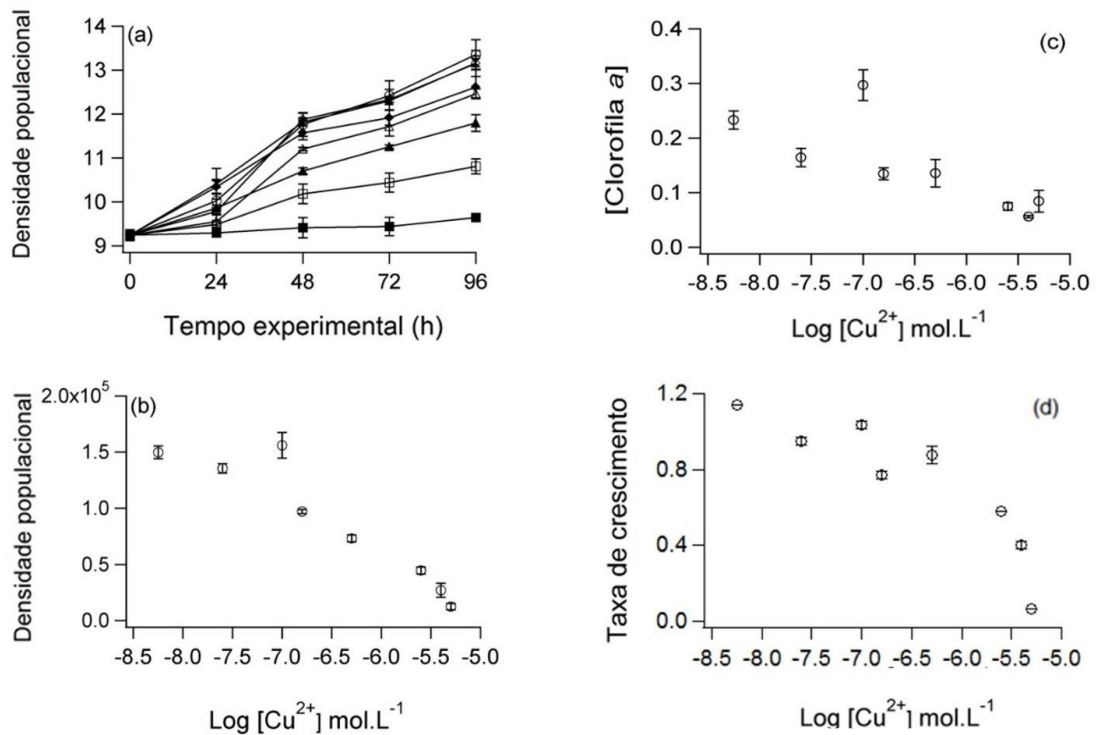 (a)
Densidade populacional
14
13
12
11
10
9
0 24 48 72 96
Tempo experimental (h)
(c)
[Clorofila a]
0.4
0.3
0.2
0.1
0.0
-8.5 -8.0 -7.5 -7.0 -6.5 -6.0 -5.5 -5.0
Log [Cu²⁺] mol.L⁻¹
(b)
Densidade populacional
2.0x10⁵
1.5
1.0
0.5
0.0
-8.5 -8.0 -7.5 -7.0 -6.5 -6.0 -5.5 -5.0
Log [Cu²⁺] mol.L⁻¹
(d)
Taxa de crescimento
1.2
0.8
0.4
0.0
-8.5 -8.0 -7.5 -7.0 -6.5 -6.0 -5.5 -5.0
Log [Cu²⁺] mol.L⁻¹